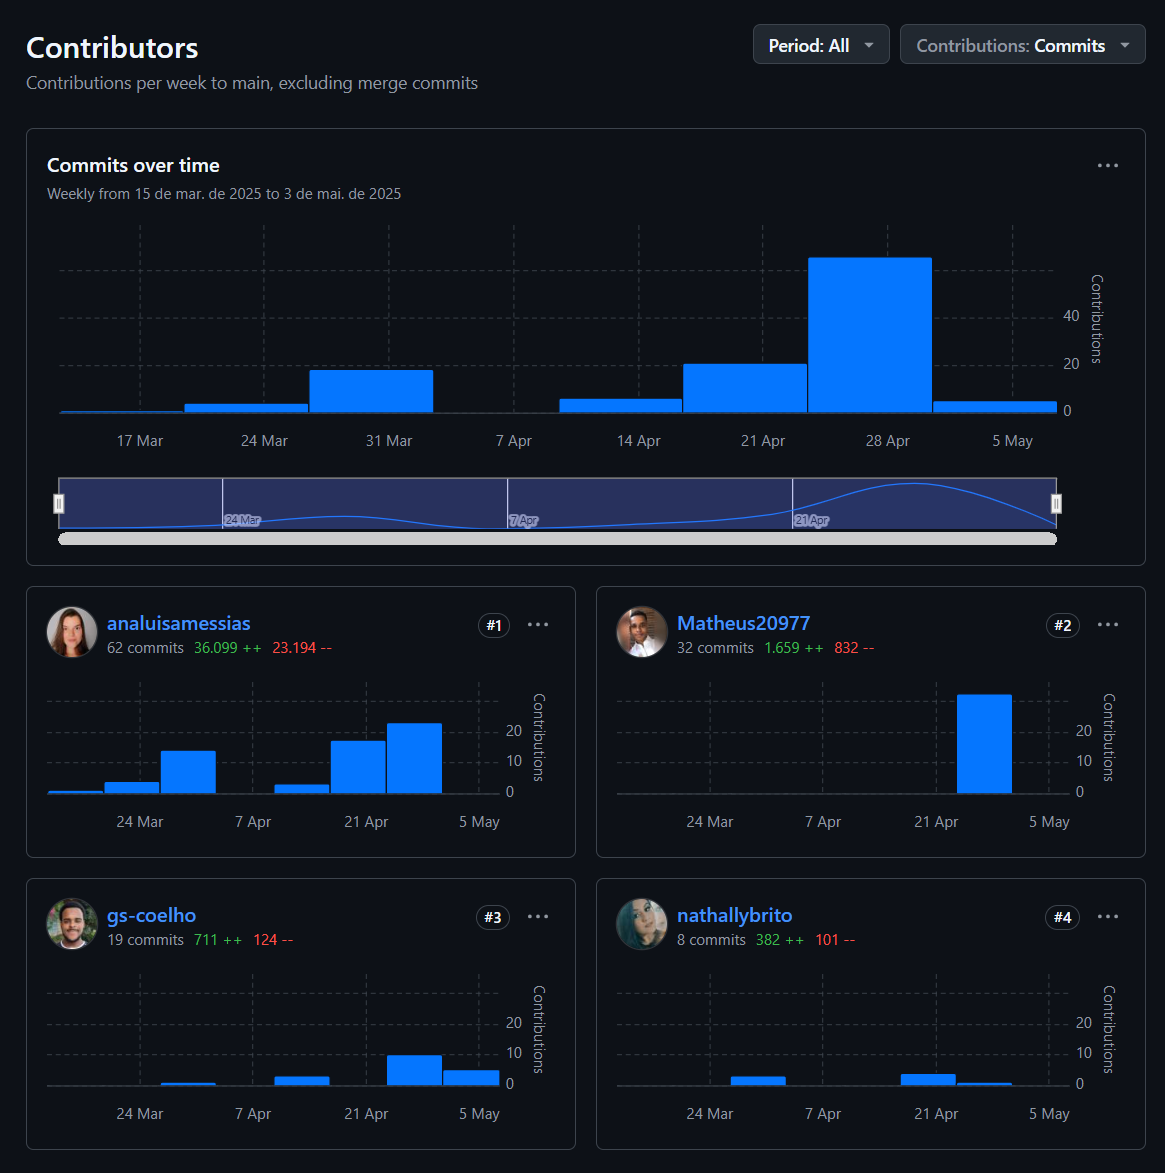 Contributors
Period: All
Contributions: Commits
Contributions per week to main, excluding merge commits
Commits over time
Weekly from 15 de mar. de 2025 to 3 de mai. de 2025
Contributions
40
20
0
17 Mar 24 Mar 31 Mar 7 Apr 14 Apr 21 Apr 28 Apr 5 May
24 Mar 7 Apr 21 Apr
analuisamessias #1
62 commits 36.099 ++ 23.194 --
Contributions
20
10
0
24 Mar 7 Apr 21 Apr 5 May
Matheus20977 #2
32 commits 1.659 ++ 832 --
Contributions
20
10
0
24 Mar 7 Apr 21 Apr 5 May
gs-coelho #3
19 commits 711 ++ 124 --
Contributions
20
10
0
24 Mar 7 Apr 21 Apr 5 May
nathallybrito #4
8 commits 382 ++ 101 --
Contributions
20
10
0
24 Mar 7 Apr 21 Apr 5 May